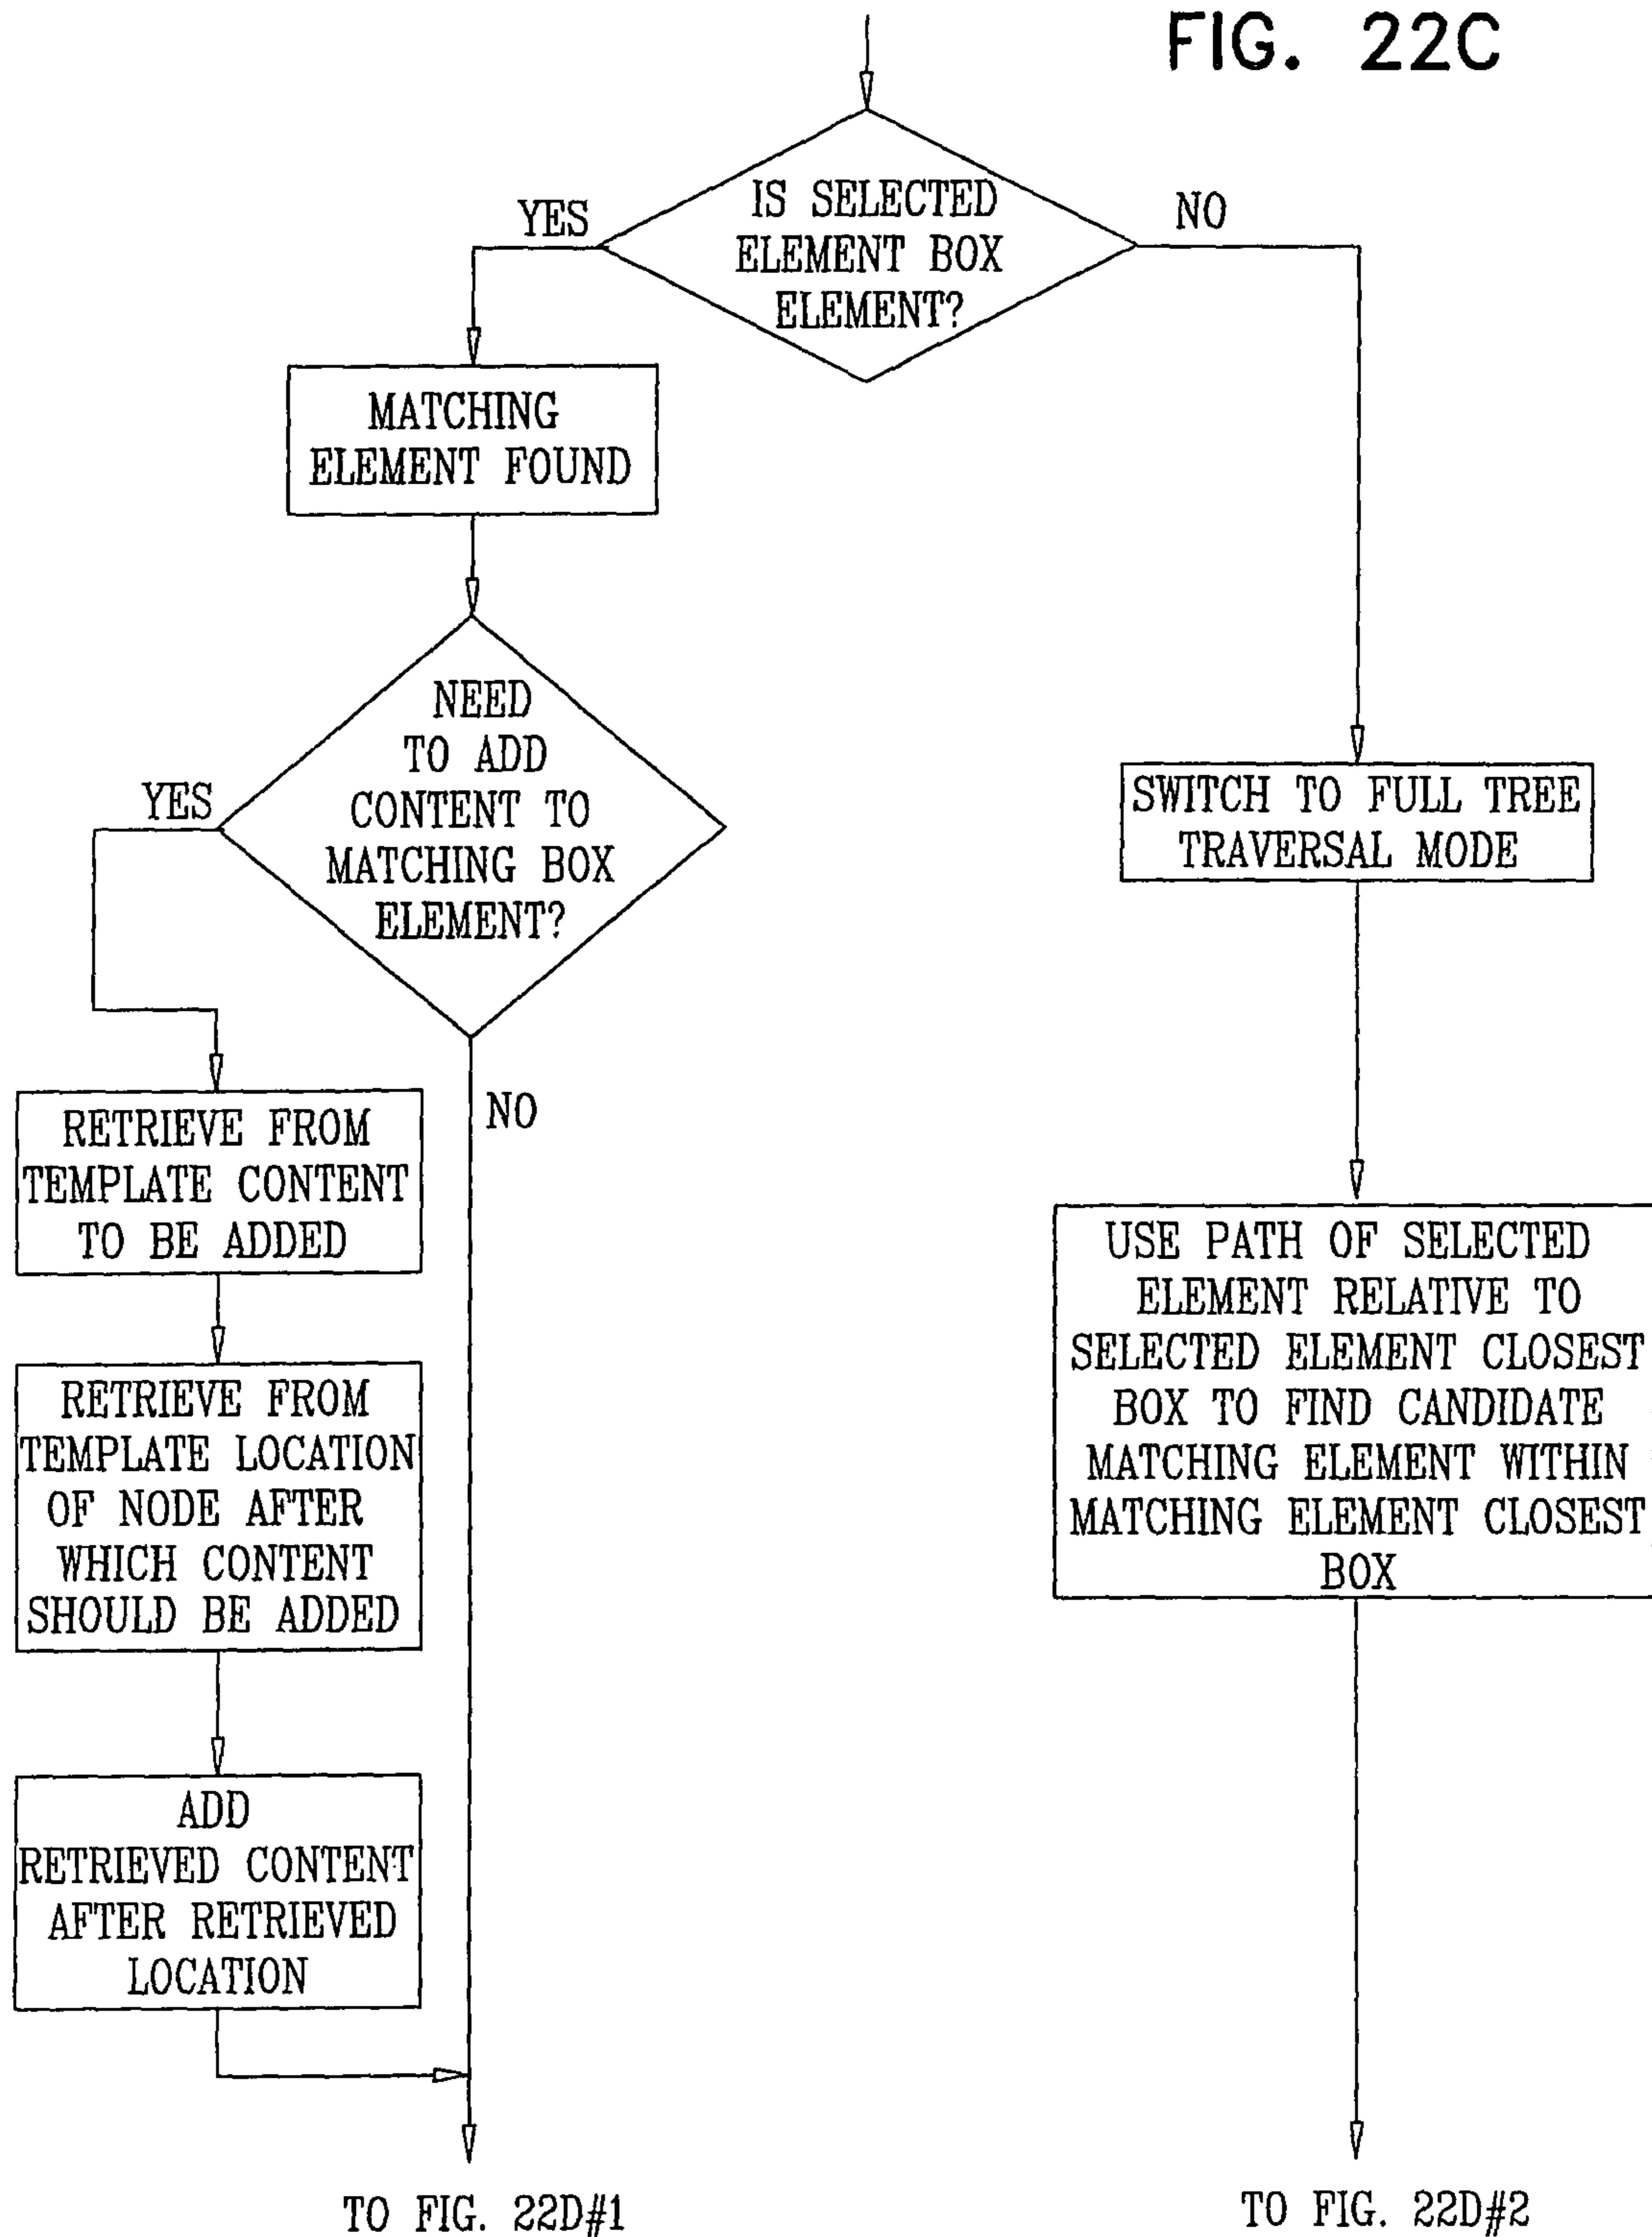 FIG. 22C
IS SELECTED
ELEMENT BOX
ELEMENT?
YES
NO
MATCHING
ELEMENT FOUND
NEED
TO ADD
CONTENT TO
MATCHING BOX
ELEMENT?
YES
NO
RETRIEVE FROM
TEMPLATE CONTENT
TO BE ADDED
RETRIEVE FROM
TEMPLATE LOCATION
OF NODE AFTER
WHICH CONTENT
SHOULD BE ADDED
ADD
RETRIEVED CONTENT
AFTER RETRIEVED
LOCATION
TO FIG. 22D#1
SWITCH TO FULL TREE
TRAVERSAL MODE
USE PATH OF SELECTED
ELEMENT RELATIVE TO
SELECTED ELEMENT CLOSEST
BOX TO FIND CANDIDATE
MATCHING ELEMENT WITHIN
MATCHING ELEMENT CLOSEST
BOX
TO FIG. 22D#2